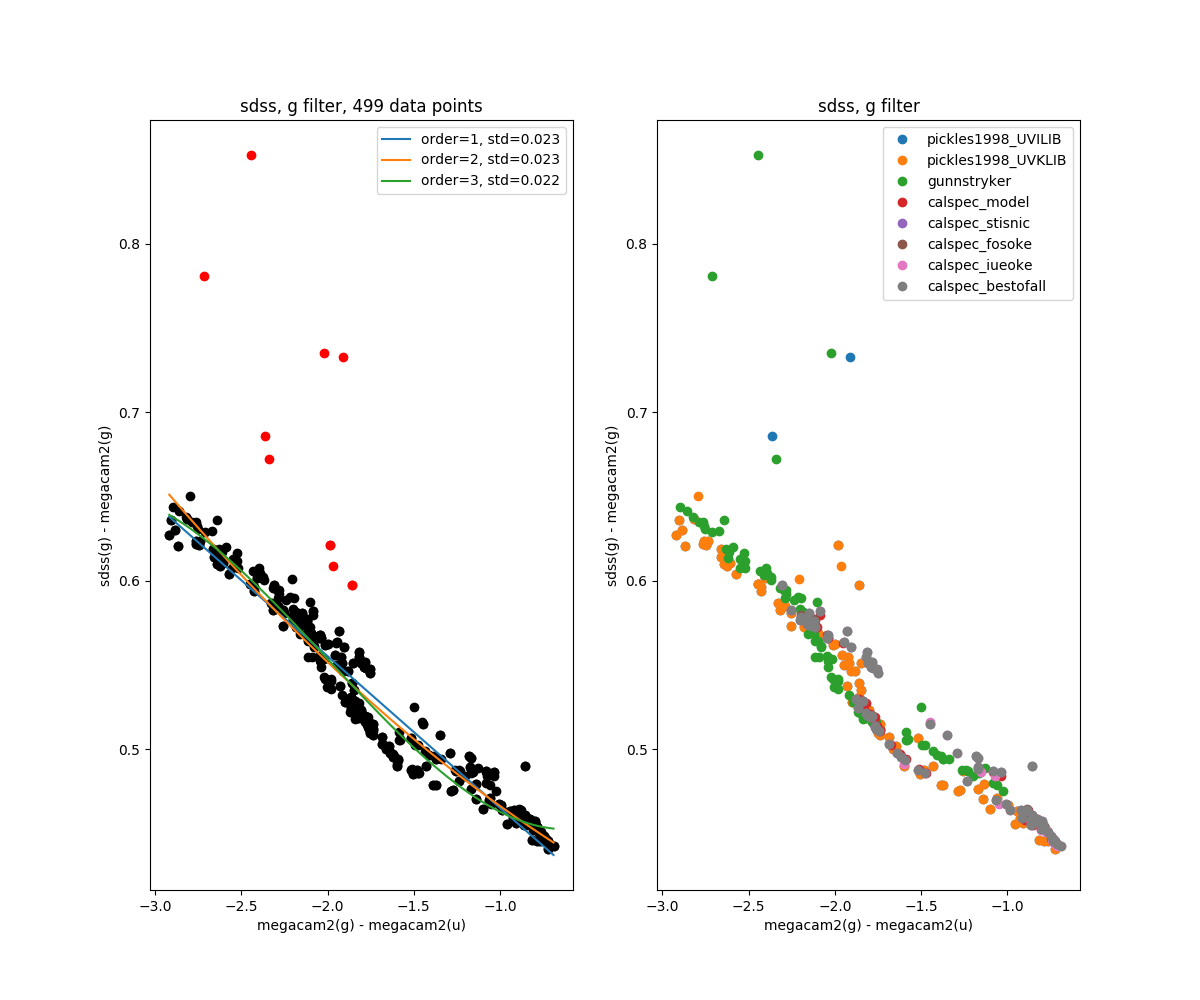 sdss, g filter, 499 data points
order=1, std=0.023
order=2, std=0.023
order=3, std=0.022
0.8
0.7
0.6
0.5
sdss(g) - megacam2(g)
−3.0 −2.5 −2.0 −1.5 −1.0
megacam2(g) - megacam2(u)
sdss, g filter
pickles1998_UVILIB
pickles1998_UVKLIB
gunnstryker
calspec_model
calspec_stisnic
calspec_fosoke
calspec_iueoke
calspec_bestofall
0.8
0.7
0.6
0.5
sdss(g) - megacam2(g)
−3.0 −2.5 −2.0 −1.5 −1.0
megacam2(g) - megacam2(u)